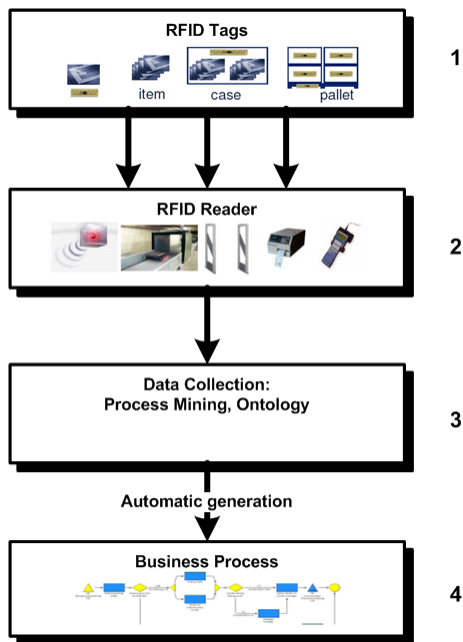 RFID Tags
1
item
case
pallet
RFID Reader
2
Data Collection:
Process Mining, Ontology
3
Automatic generation
Business Process
4